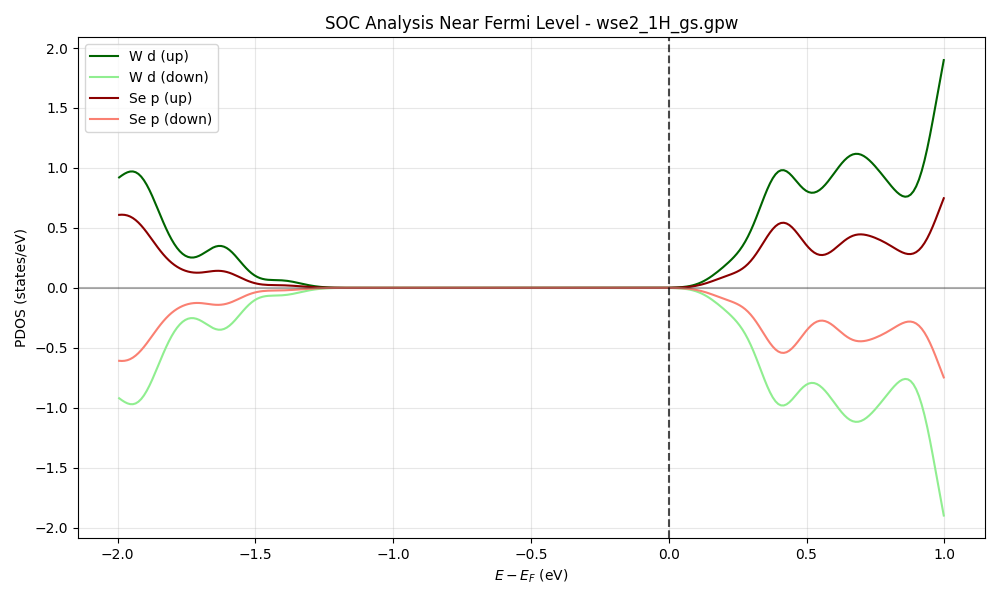 SOC Analysis Near Fermi Level - wse2_1H_gs.gpw
W d (up)
W d (down)
Se p (up)
Se p (down)
PDOS (states/eV)
2.0
1.5
1.0
0.5
0.0
−0.5
−1.0
−1.5
−2.0
−2.0 −1.5 −1.0 −0.5 0.0 0.5 1.0
E − E_F (eV)